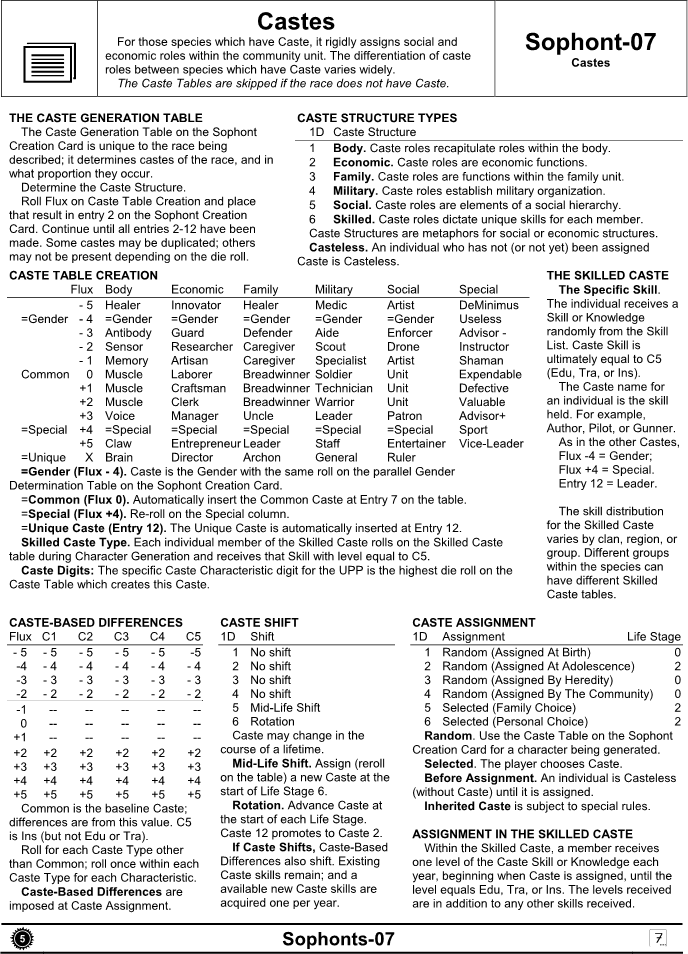 Castes
For those species which have Caste, it rigidly assigns social and
economic roles within the community unit. The differentiation of caste
roles between species which have Caste varies widely.
The Caste Tables are skipped if the race does not have Caste.
Sophont-07
Castes
THE CASTE GENERATION TABLE
The Caste Generation Table on the Sophont
Creation Card is unique to the race being
described; it determines castes of the race, and in
what proportion they occur.
Determine the Caste Structure.
Roll Flux on Caste Table Creation and place
that result in entry 2 on the Sophont Creation
Card. Continue until all entries 2-12 have been
made. Some castes may be duplicated; others
may not be present depending on the die roll.
CASTE STRUCTURE TYPES
1D Caste Structure
1 Body. Caste roles recapitulate roles within the body.
2 Economic. Caste roles are economic functions.
3 Family. Caste roles are functions within the family unit.
4 Military. Caste roles establish military organization.
5 Social. Caste roles are elements of a social hierarchy.
6 Skilled. Caste roles dictate unique skills for each member.
Caste Structures are metaphors for social or economic structures.
Casteless. An individual who has not (or not yet) been assigned
Caste is Casteless.
CASTE TABLE CREATION
Flux Body Economic Family Military Social Special
- 5 Healer Innovator Healer Medic Artist DeMinimus
=Gender - 4 =Gender =Gender =Gender =Gender =Gender Useless
- 3 Antibody Guard Defender Aide Enforcer Advisor -
- 2 Sensor Researcher Caregiver Scout Drone Instructor
- 1 Memory Artisan Caregiver Specialist Artist Shaman
Common 0 Muscle Laborer Breadwinner Soldier Unit Expendable
+1 Muscle Craftsman Breadwinner Technician Unit Defective
+2 Muscle Clerk Breadwinner Warrior Unit Valuable
+3 Voice Manager Uncle Leader Patron Advisor+
=Special +4 =Special =Special =Special =Special =Special Sport
+5 Claw Entrepreneur Leader Staff Entertainer Vice-Leader
=Unique X Brain Director Archon General Ruler
=Gender (Flux - 4). Caste is the Gender with the same roll on the parallel Gender
Determination Table on the Sophont Creation Card.
=Common (Flux 0). Automatically insert the Common Caste at Entry 7 on the table.
=Special (Flux +4). Re-roll on the Special column.
=Unique Caste (Entry 12). The Unique Caste is automatically inserted at Entry 12.
Skilled Caste Type. Each individual member of the Skilled Caste rolls on the Skilled Caste
table during Character Generation and receives that Skill with level equal to C5.
Caste Digits: The specific Caste Characteristic digit for the UPP is the highest die roll on the
Caste Table which creates this Caste.
THE SKILLED CASTE
The Specific Skill.
The individual receives a
Skill or Knowledge
randomly from the Skill
List. Caste Skill is
ultimately equal to C5
(Edu, Tra, or Ins).
The Caste name for
an individual is the skill
held. For example,
Author, Pilot, or Gunner.
As in the other Castes,
Flux -4 = Gender;
Flux +4 = Special.
Entry 12 = Leader.
The skill distribution
for the Skilled Caste
varies by clan, region, or
group. Different groups
within the species can
have different Skilled
Caste tables.
CASTE-BASED DIFFERENCES
Flux C1 C2 C3 C4 C5
- 5 - 5 - 5 - 5 - 5 -5
-4 - 4 - 4 - 4 - 4 - 4
-3 - 3 - 3 - 3 - 3 - 3
-2 - 2 - 2 - 2 - 2 - 2
-1 -- -- -- -- --
0 -- -- -- -- --
+1 -- -- -- -- --
+2 +2 +2 +2 +2 +2
+3 +3 +3 +3 +3 +3
+4 +4 +4 +4 +4 +4
+5 +5 +5 +5 +5 +5
Common is the baseline Caste;
differences are from this value. C5
is Ins (but not Edu or Tra).
Roll for each Caste Type other
than Common; roll once within each
Caste Type for each Characteristic.
Caste-Based Differences are
imposed at Caste Assignment.
CASTE SHIFT
1D Shift
1 No shift
2 No shift
3 No shift
4 No shift
5 Mid-Life Shift
6 Rotation
Caste may change in the
course of a lifetime.
Mid-Life Shift. Assign (reroll
on the table) a new Caste at the
start of Life Stage 6.
Rotation. Advance Caste at
the start of each Life Stage.
Caste 12 promotes to Caste 2.
If Caste Shifts, Caste-Based
Differences also shift. Existing
Caste skills remain; and a
available new Caste skills are
acquired one per year.
CASTE ASSIGNMENT
1D Assignment Life Stage
1 Random (Assigned At Birth) 0
2 Random (Assigned At Adolescence) 2
3 Random (Assigned By Heredity) 0
4 Random (Assigned By The Community) 0
5 Selected (Family Choice) 2
6 Selected (Personal Choice) 2
Random. Use the Caste Table on the Sophont
Creation Card for a character being generated.
Selected. The player chooses Caste.
Before Assignment. An individual is Casteless
(without Caste) until it is assigned.
Inherited Caste is subject to special rules.
ASSIGNMENT IN THE SKILLED CASTE
Within the Skilled Caste, a member receives
one level of the Caste Skill or Knowledge each
year, beginning when Caste is assigned, until the
level equals Edu, Tra, or Ins. The levels received
are in addition to any other skills received.
5
Sophonts-07
7